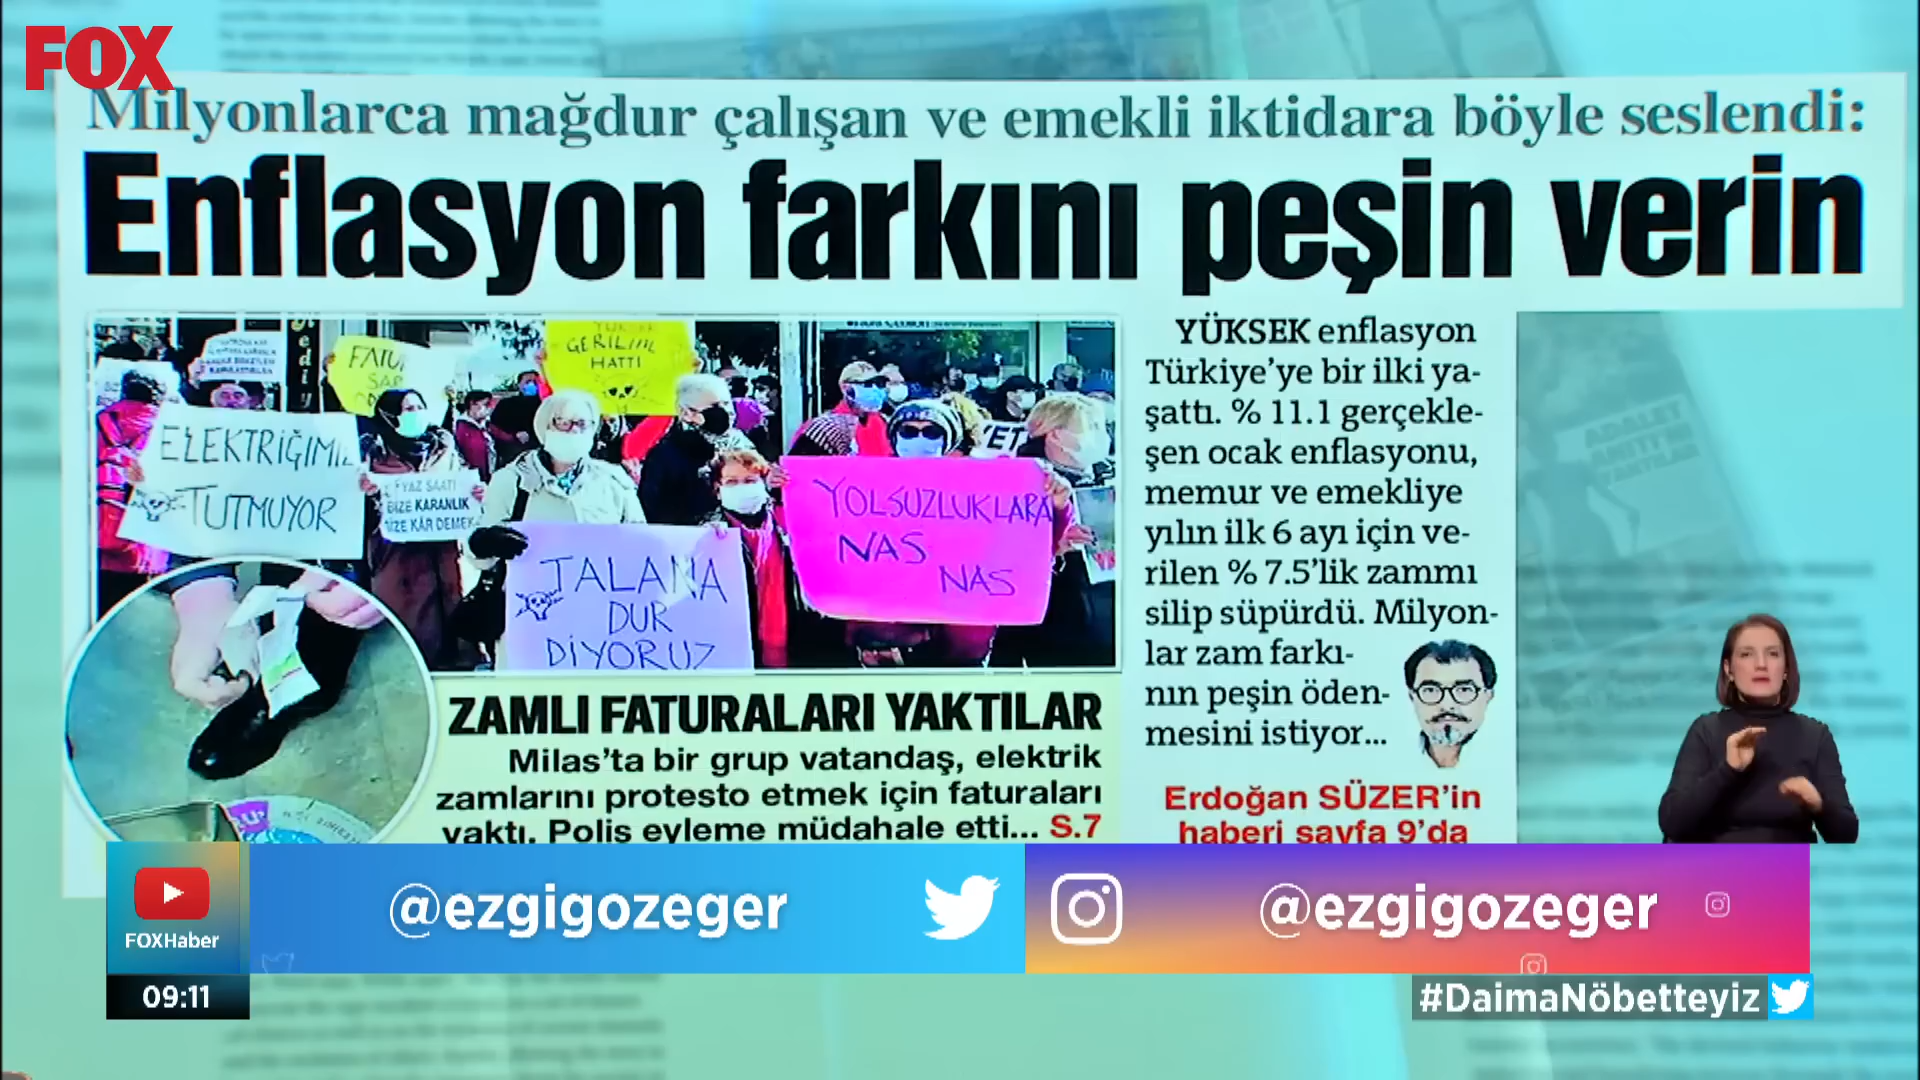 FOX
Milyonlarca mağdur çalışan ve emekli iktidara böyle seslendi:
Enflasyon farkını peşin verin
FATU
SAR
GERİLİM
HATTI
ELEKTRİĞİMİZ
TUTMUYOR
YAZ SAATİ
BİZE KARANLIK
SİZE KÂR DEMEK
TALANA
DUR
DİYORUZ
YOLSUZLUKLARA
NAS
NAS
ZAMLI FATURALARI YAKTILAR
Milas’ta bir grup vatandaş, elektrik
zamlarını protesto etmek için faturaları
yaktı. Polis eyleme müdahale etti... S.7
YÜKSEK enflasyon
Türkiye’ye bir ilki ya-
şattı. % 11.1 gerçekle-
şen ocak enflasyonu,
memur ve emekliye
yılın ilk 6 ayı için ve-
rilen % 7.5’lik zammı
silip süpürdü. Milyon-
lar zam farkı-
nın peşin öden-
mesini istiyor...
Erdoğan SÜZER’in
haberi sayfa 9’da
FOXHaber
@ezgigozeger
@ezgigozeger
09:11
#DaimaNöbetteyiz